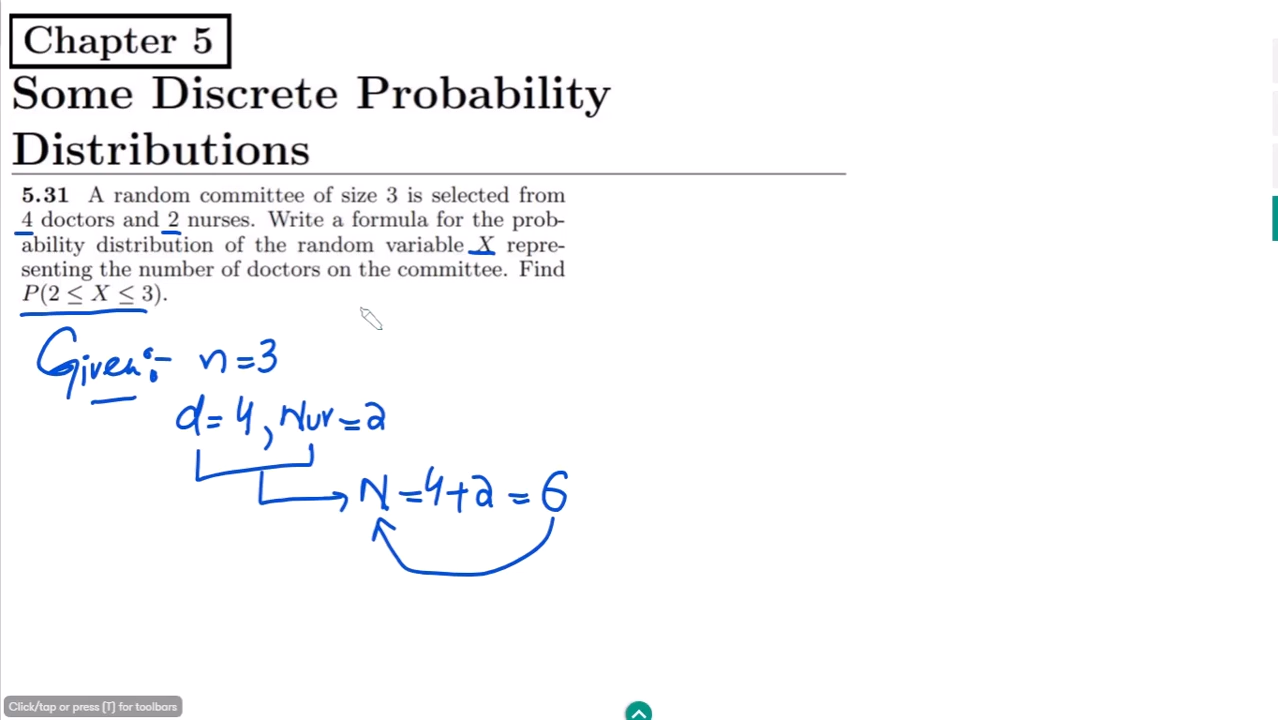 Chapter 5
Some Discrete Probability
Distributions
5.31 A random committee of size 3 is selected from
4 doctors and 2 nurses. Write a formula for the prob-
ability distribution of the random variable X repre-
senting the number of doctors on the committee. Find
P(2 ≤ X ≤ 3).
Given:- n=3
d=4, Nur=2
N=4+2=6
Click/tap or press [T] for toolbars